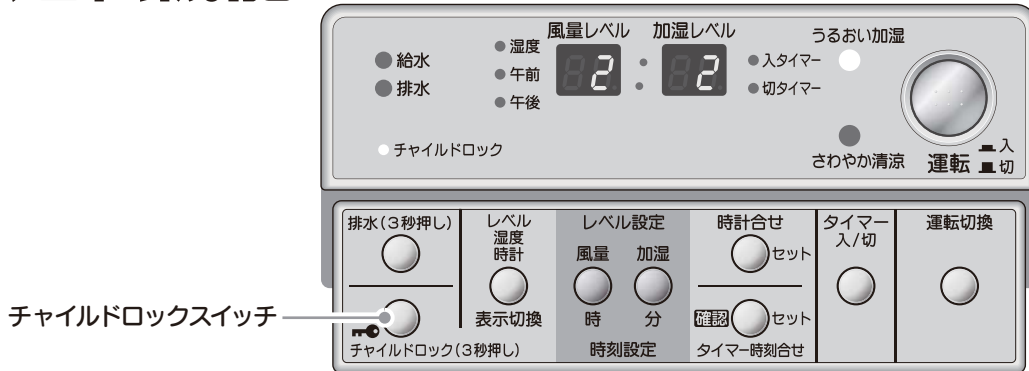 風量レベル 加湿レベル
うるおい加湿
給水
排水
湿度
午前
午後
2 : 2
入タイマー
切タイマー
チャイルドロック
さわやか清涼
運転
入
切
排水(3秒押し)
レベル
湿度
時計
表示切換
レベル設定
風量 加湿
時 分
時刻設定
時計合せ
セット
確認
セット
タイマー時刻合せ
タイマー
入/切
運転切換
チャイルドロックスイッチ
チャイルドロック(3秒押し)